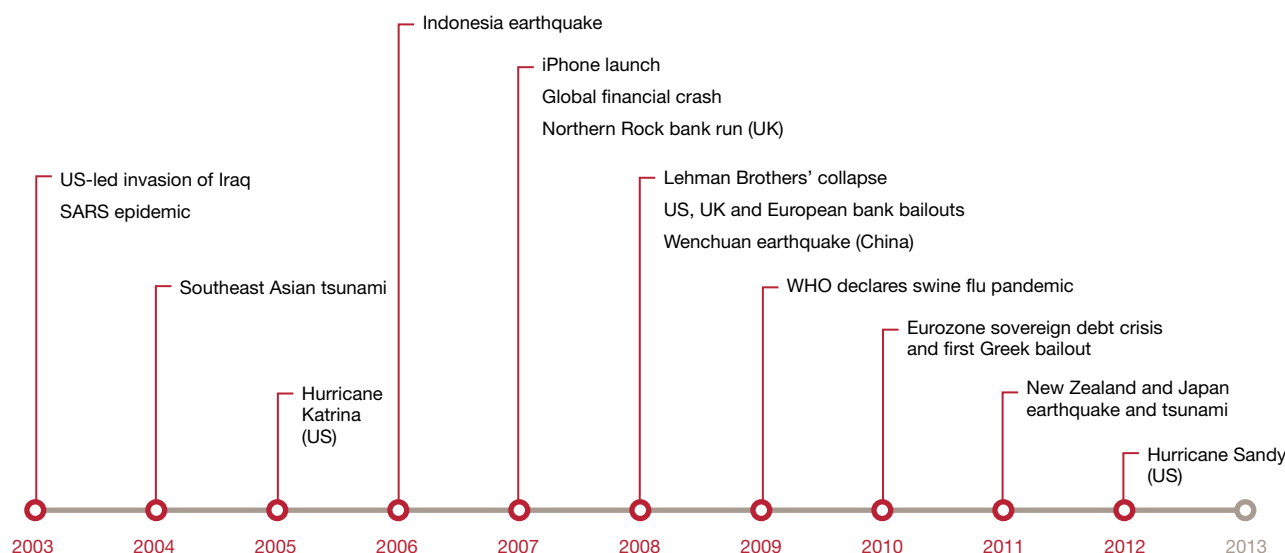 Indonesia earthquake
iPhone launch
Global financial crash
Northern Rock bank run (UK)
US-led invasion of Iraq
SARS epidemic
Lehman Brothers’ collapse
US, UK and European bank bailouts
Wenchuan earthquake (China)
Southeast Asian tsunami
WHO declares swine flu pandemic
Eurozone sovereign debt crisis
and first Greek bailout
Hurricane
Katrina
(US)
New Zealand and Japan
earthquake and tsunami
Hurricane Sandy
(US)
2003 2004 2005 2006 2007 2008 2009 2010 2011 2012 2013